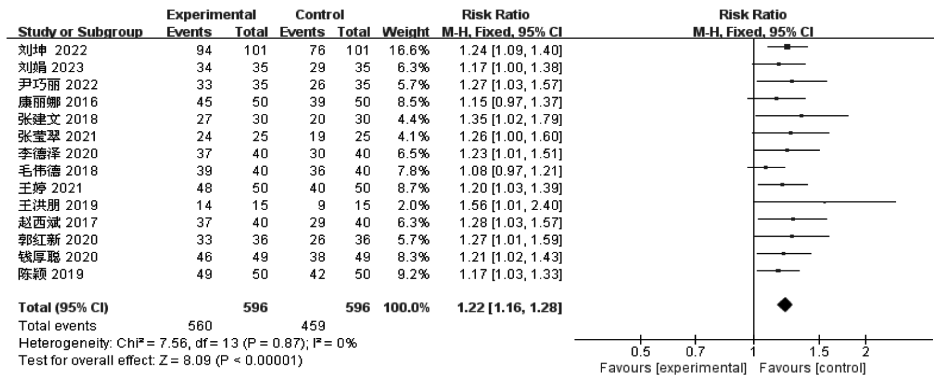 Experimental Control Risk Ratio Risk Ratio
Study or Subgroup Events Total Events Total Weight M-H, Fixed, 95% CI M-H, Fixed, 95% CI
刘坤 2022 94 101 76 101 16.6% 1.24 [1.09, 1.40]
刘娟 2023 34 35 29 35 6.3% 1.17 [1.00, 1.38]
尹巧丽 2022 33 35 26 35 5.7% 1.27 [1.03, 1.57]
康丽娜 2016 45 50 39 50 8.5% 1.15 [0.97, 1.37]
张建文 2018 27 30 20 30 4.4% 1.35 [1.02, 1.79]
张莹翠 2021 24 25 19 25 4.1% 1.26 [1.00, 1.60]
李德泽 2020 37 40 30 40 6.5% 1.23 [1.01, 1.51]
毛伟德 2018 39 40 36 40 7.8% 1.08 [0.97, 1.21]
王婷 2021 48 50 40 50 8.7% 1.20 [1.03, 1.39]
王洪朋 2019 14 15 9 15 2.0% 1.56 [1.01, 2.40]
赵西斌 2017 37 40 29 40 6.3% 1.28 [1.03, 1.57]
郭红新 2020 33 36 26 36 5.7% 1.27 [1.01, 1.59]
钱厚聪 2020 46 49 38 49 8.3% 1.21 [1.02, 1.43]
陈颖 2019 49 50 42 50 9.2% 1.17 [1.03, 1.33]
Total (95% CI) 596 596 100.0% 1.22 [1.16, 1.28]
Total events 560 459
Heterogeneity: Chi² = 7.56, df = 13 (P = 0.87); I² = 0%
Test for overall effect: Z = 8.09 (P < 0.00001)
0.5 0.7 1 1.5 2
Favours [experimental] Favours [control]